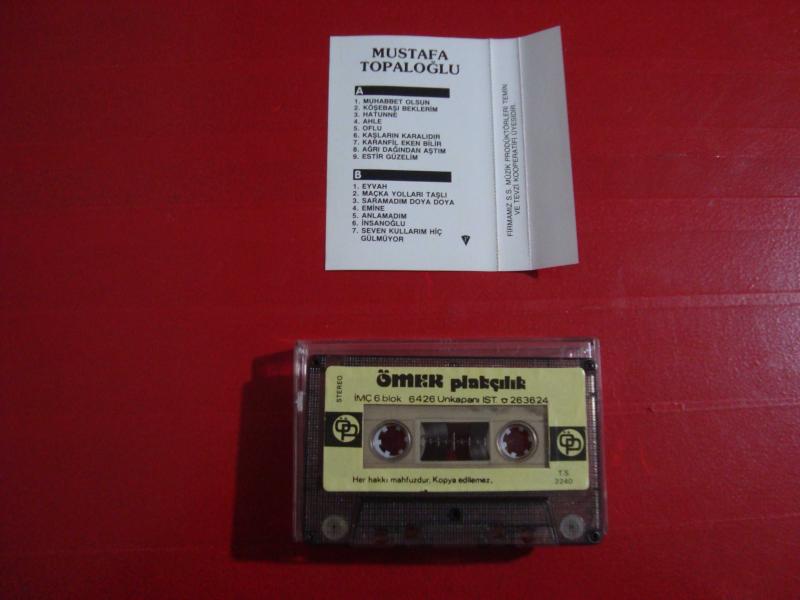 MUSTAFA
TOPALOĞLU
A
1. MUHABBET OLSUN
2. KÖŞEBAŞI BEKLERİM
3. HATUNNE
4. AHLE
5. OFLU
6. KAŞLARIN KARALIDIR
7. KARANFİL EKEN BİLİR
8. AĞRI DAĞINDAN AŞTIM
9. ESTİR GÜZELİM
B
1. EYVAH
2. MAÇKA YOLLARI TAŞLI
3. SARAMADIM DOYA DOYA
4. EMİNE
5. ANLAMADIM
6. İNSANOĞLU
7. SEVEN KULLARIM HİÇ
GÜLMÜYOR
FİRMAMIZ S.S. MÜZİK PRODÜKTÖRLERİ TEMİN
VE TEVZİ KOOPERATİFİ ÜYESİDİR.
STEREO
ÖMER plakçılık
İMÇ 6 blok 6426 Unkapanı İST. 263624
Her hakkı mahfuzdur. Kopya edilemez.
T.S.
2240